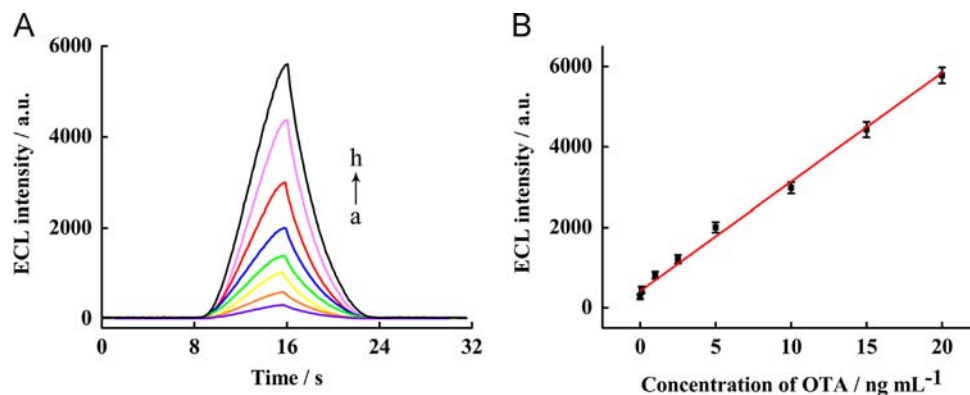 A
6000
4000
2000
0
ECL intensity / a.u.
h
a
0 8 16 24 32
Time / s
B
6000
4000
2000
0
ECL intensity / a.u.
0 5 10 15 20
Concentration of OTA / ng mL-1